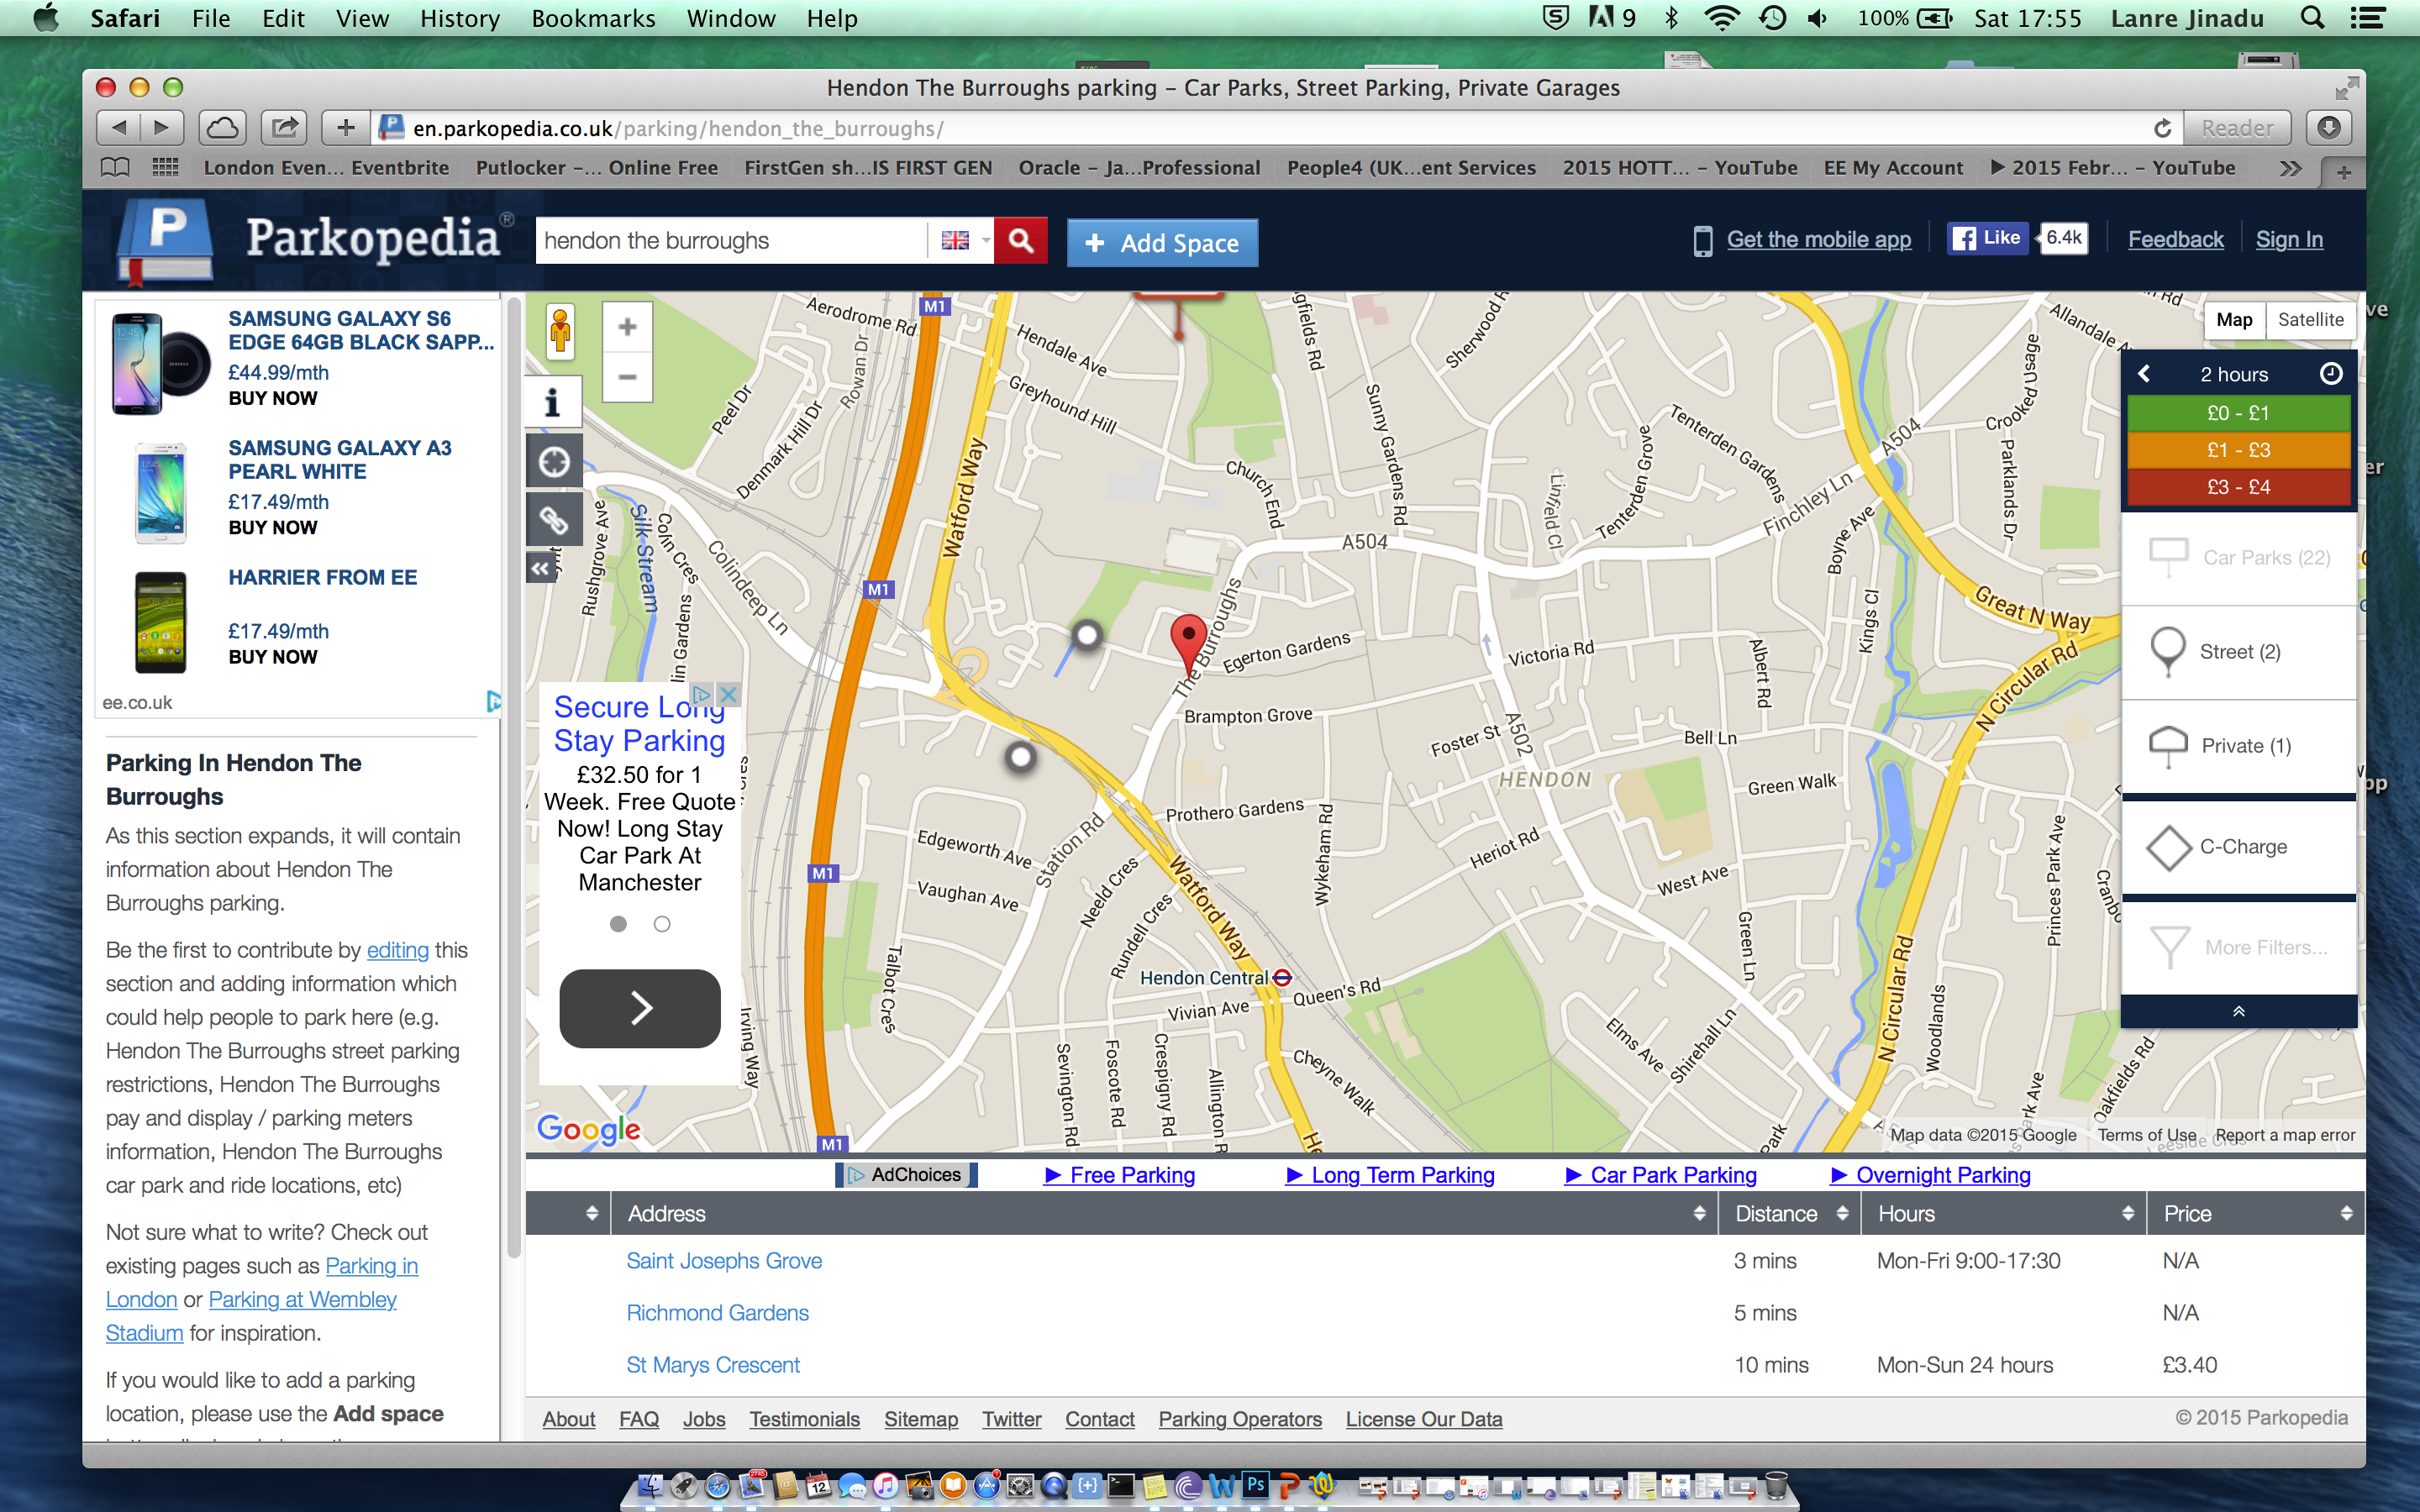 Safari File Edit View History Bookmarks Window Help
9 100% Sat 17:55 Lanre Jinadu
Hendon The Burroughs parking – Car Parks, Street Parking, Private Garages
en.parkopedia.co.uk/parking/hendon_the_burroughs/
Reader
London Even... Eventbrite Putlocker –... Online Free FirstGen sh...IS FIRST GEN Oracle – Ja...Professional People4 (UK...ent Services 2015 HOTT... – YouTube EE My Account ▶ 2015 Febr... – YouTube
P Parkopedia®
hendon the burroughs
+ Add Space
Get the mobile app
Like 6.4k
Feedback
Sign In
SAMSUNG GALAXY S6
EDGE 64GB BLACK SAPP...
£44.99/mth
BUY NOW
SAMSUNG GALAXY A3
PEARL WHITE
£17.49/mth
BUY NOW
HARRIER FROM EE
£17.49/mth
BUY NOW
ee.co.uk
Parking In Hendon The
Burroughs
As this section expands, it will contain
information about Hendon The
Burroughs parking.
Be the first to contribute by editing this
section and adding information which
could help people to park here (e.g.
Hendon The Burroughs street parking
restrictions, Hendon The Burroughs
pay and display / parking meters
information, Hendon The Burroughs
car park and ride locations, etc)
Not sure what to write? Check out
existing pages such as Parking in
London or Parking at Wembley
Stadium for inspiration.
If you would like to add a parking
location, please use the Add space
Map Satellite
2 hours
£0 - £1
£1 - £3
£3 - £4
Car Parks (22)
Street (2)
Private (1)
C-Charge
More Filters...
Aerodrome Rd
M1
Hendale Ave
Sherwood R
Allandale A
Rowan Dr
Peel Dr
Greyhound Hill
Sunny Gardens Rd
Crooked Usage
Denmark Hill Dr
Watford Way
Church End
Tenterden Grove
Tenterden Gardens
A504
Parklands Dr
Linfield Cl
Finchley Ln
Rushgrove Ave
Silk Stream
Colin Cres
Colindeep Ln
A504
Boyne Ave
M1
lin Gardens
The Burroughs
Egerton Gardens
Victoria Rd
Albert Rd
Kings Cl
Great N Way
N Circular Rd
Brampton Grove
Foster St
A502
Bell Ln
HENDON
Green Walk
Secure Long
Stay Parking
£32.50 for 1
Week. Free Quote
Now! Long Stay
Car Park At
Manchester
Prothero Gardens
Wykeham Rd
Heriot Rd
Edgeworth Ave
Station Rd
M1
Vaughan Ave
Neeld Cres
Watford Way
West Ave
Princes Park Ave
Cranbo
Rundell Cres
Green Ln
Talbot Cres
Hendon Central
Queen's Rd
Vivian Ave
N Circular Rd
Woodlands
Irving Way
Sevington Rd
Foscote Rd
Crespigny Rd
Allington R
Cheyne Walk
Elms Ave
Shirehall Ln
Oakfields Rd
Park Ave
Park
M1
Google
Map data ©2015 Google Terms of Use Report a map error
AdChoices ▶ Free Parking ▶ Long Term Parking ▶ Car Park Parking ▶ Overnight Parking
Address Distance Hours Price
Saint Josephs Grove 3 mins Mon-Fri 9:00-17:30 N/A
Richmond Gardens 5 mins N/A
St Marys Crescent 10 mins Mon-Sun 24 hours £3.40
About FAQ Jobs Testimonials Sitemap Twitter Contact Parking Operators License Our Data © 2015 Parkopedia
12
Ps